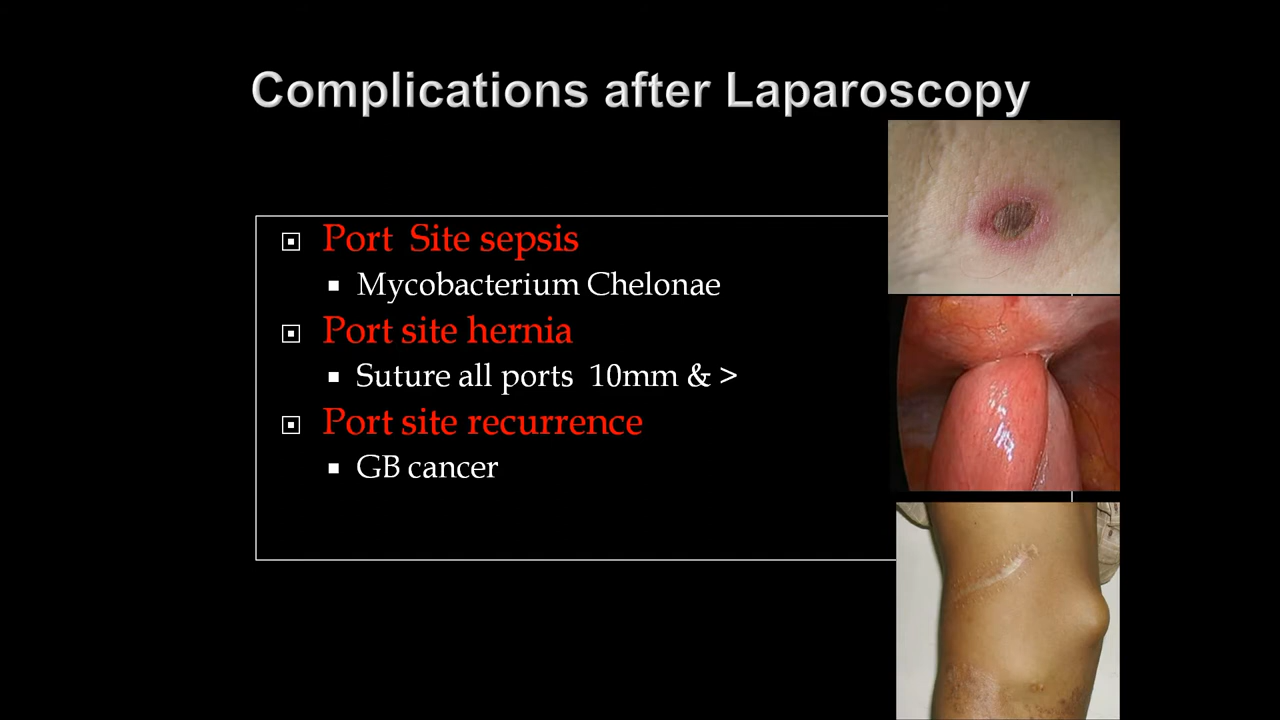 Complications after Laparoscopy
Port Site sepsis
Mycobacterium Chelonae
Port site hernia
Suture all ports 10mm & >
Port site recurrence
GB cancer